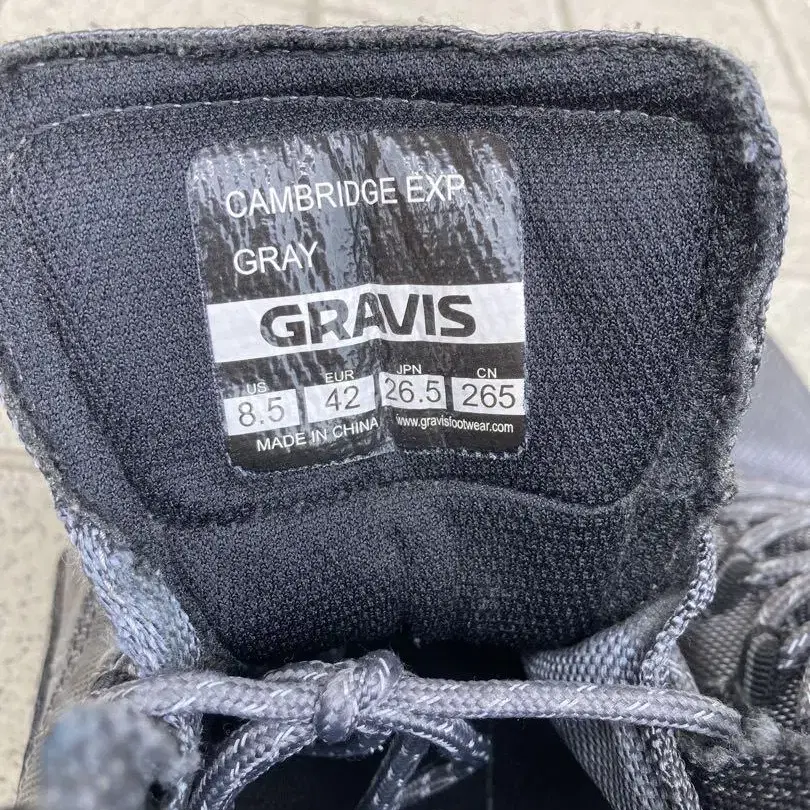 CAMBRIDGE EXP
GRAY
GRAVIS
US EUR JPN CN
8.5 42 26.5 265
MADE IN CHINA www.gravisfootwear.com